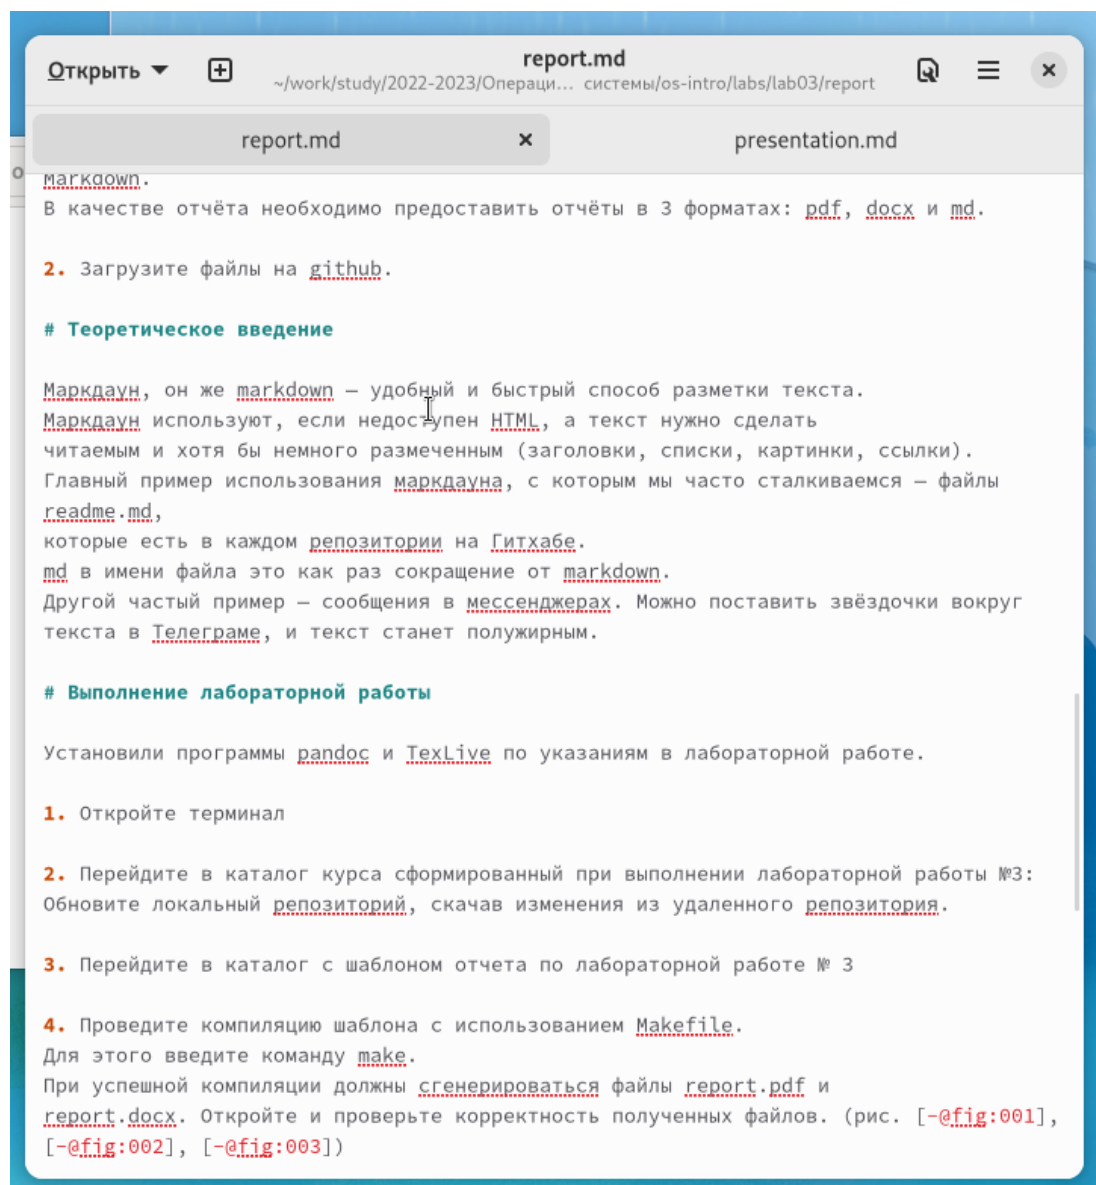 Открыть
report.md
~/work/study/2022-2023/Операци… системы/os-intro/labs/lab03/report
report.md
presentation.md
Markdown.
В качестве отчёта необходимо предоставить отчёты в 3 форматах: pdf, docx и md.
2. Загрузите файлы на github.
# Теоретическое введение
Маркдаун, он же markdown — удобный и быстрый способ разметки текста.
Маркдаун используют, если недоступен HTML, а текст нужно сделать
читаемым и хотя бы немного размеченным (заголовки, списки, картинки, ссылки).
Главный пример использования маркдауна, с которым мы часто сталкиваемся — файлы
readme.md,
которые есть в каждом репозитории на Гитхабе.
md в имени файла это как раз сокращение от markdown.
Другой частый пример — сообщения в мессенджерах. Можно поставить звёздочки вокруг
текста в Телеграме, и текст станет полужирным.
# Выполнение лабораторной работы
Установили программы pandoc и TexLive по указаниям в лабораторной работе.
1. Откройте терминал
2. Перейдите в каталог курса сформированный при выполнении лабораторной работы №3:
Обновите локальный репозиторий, скачав изменения из удаленного репозитория.
3. Перейдите в каталог с шаблоном отчета по лабораторной работе № 3
4. Проведите компиляцию шаблона с использованием Makefile.
Для этого введите команду make.
При успешной компиляции должны сгенерироваться файлы report.pdf и
report.docx. Откройте и проверьте корректность полученных файлов. (рис. [-@fig:001],
[-@fig:002], [-@fig:003])